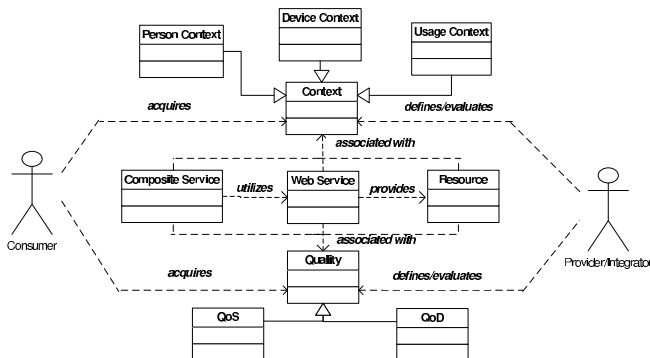 Device Context
Person Context
Usage Context
Context
acquires
defines/evaluates
associated with
Composite Service
utilizes
Web Service
provides
Resource
Consumer
Provider/Integrator
associated with
Quallity
acquires
defines/evaluates
QoS
QoD